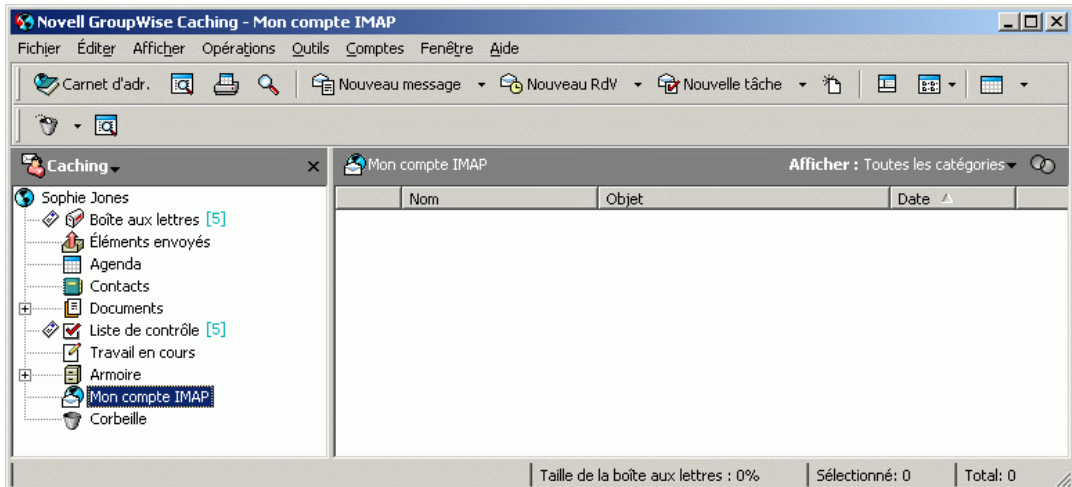 Novell GroupWise Caching - Mon compte IMAP
Fichier Éditer Afficher Opérations Outils Comptes Fenêtre Aide
Carnet d'adr. Nouveau message Nouveau RdV Nouvelle tâche
Caching
Mon compte IMAP Afficher : Toutes les catégories
Nom Objet Date
Sophie Jones
Boîte aux lettres [5]
Éléments envoyés
Agenda
Contacts
Documents
Liste de contrôle [5]
Travail en cours
Armoire
Mon compte IMAP
Corbeille
Taille de la boîte aux lettres : 0% Sélectionné: 0 Total: 0